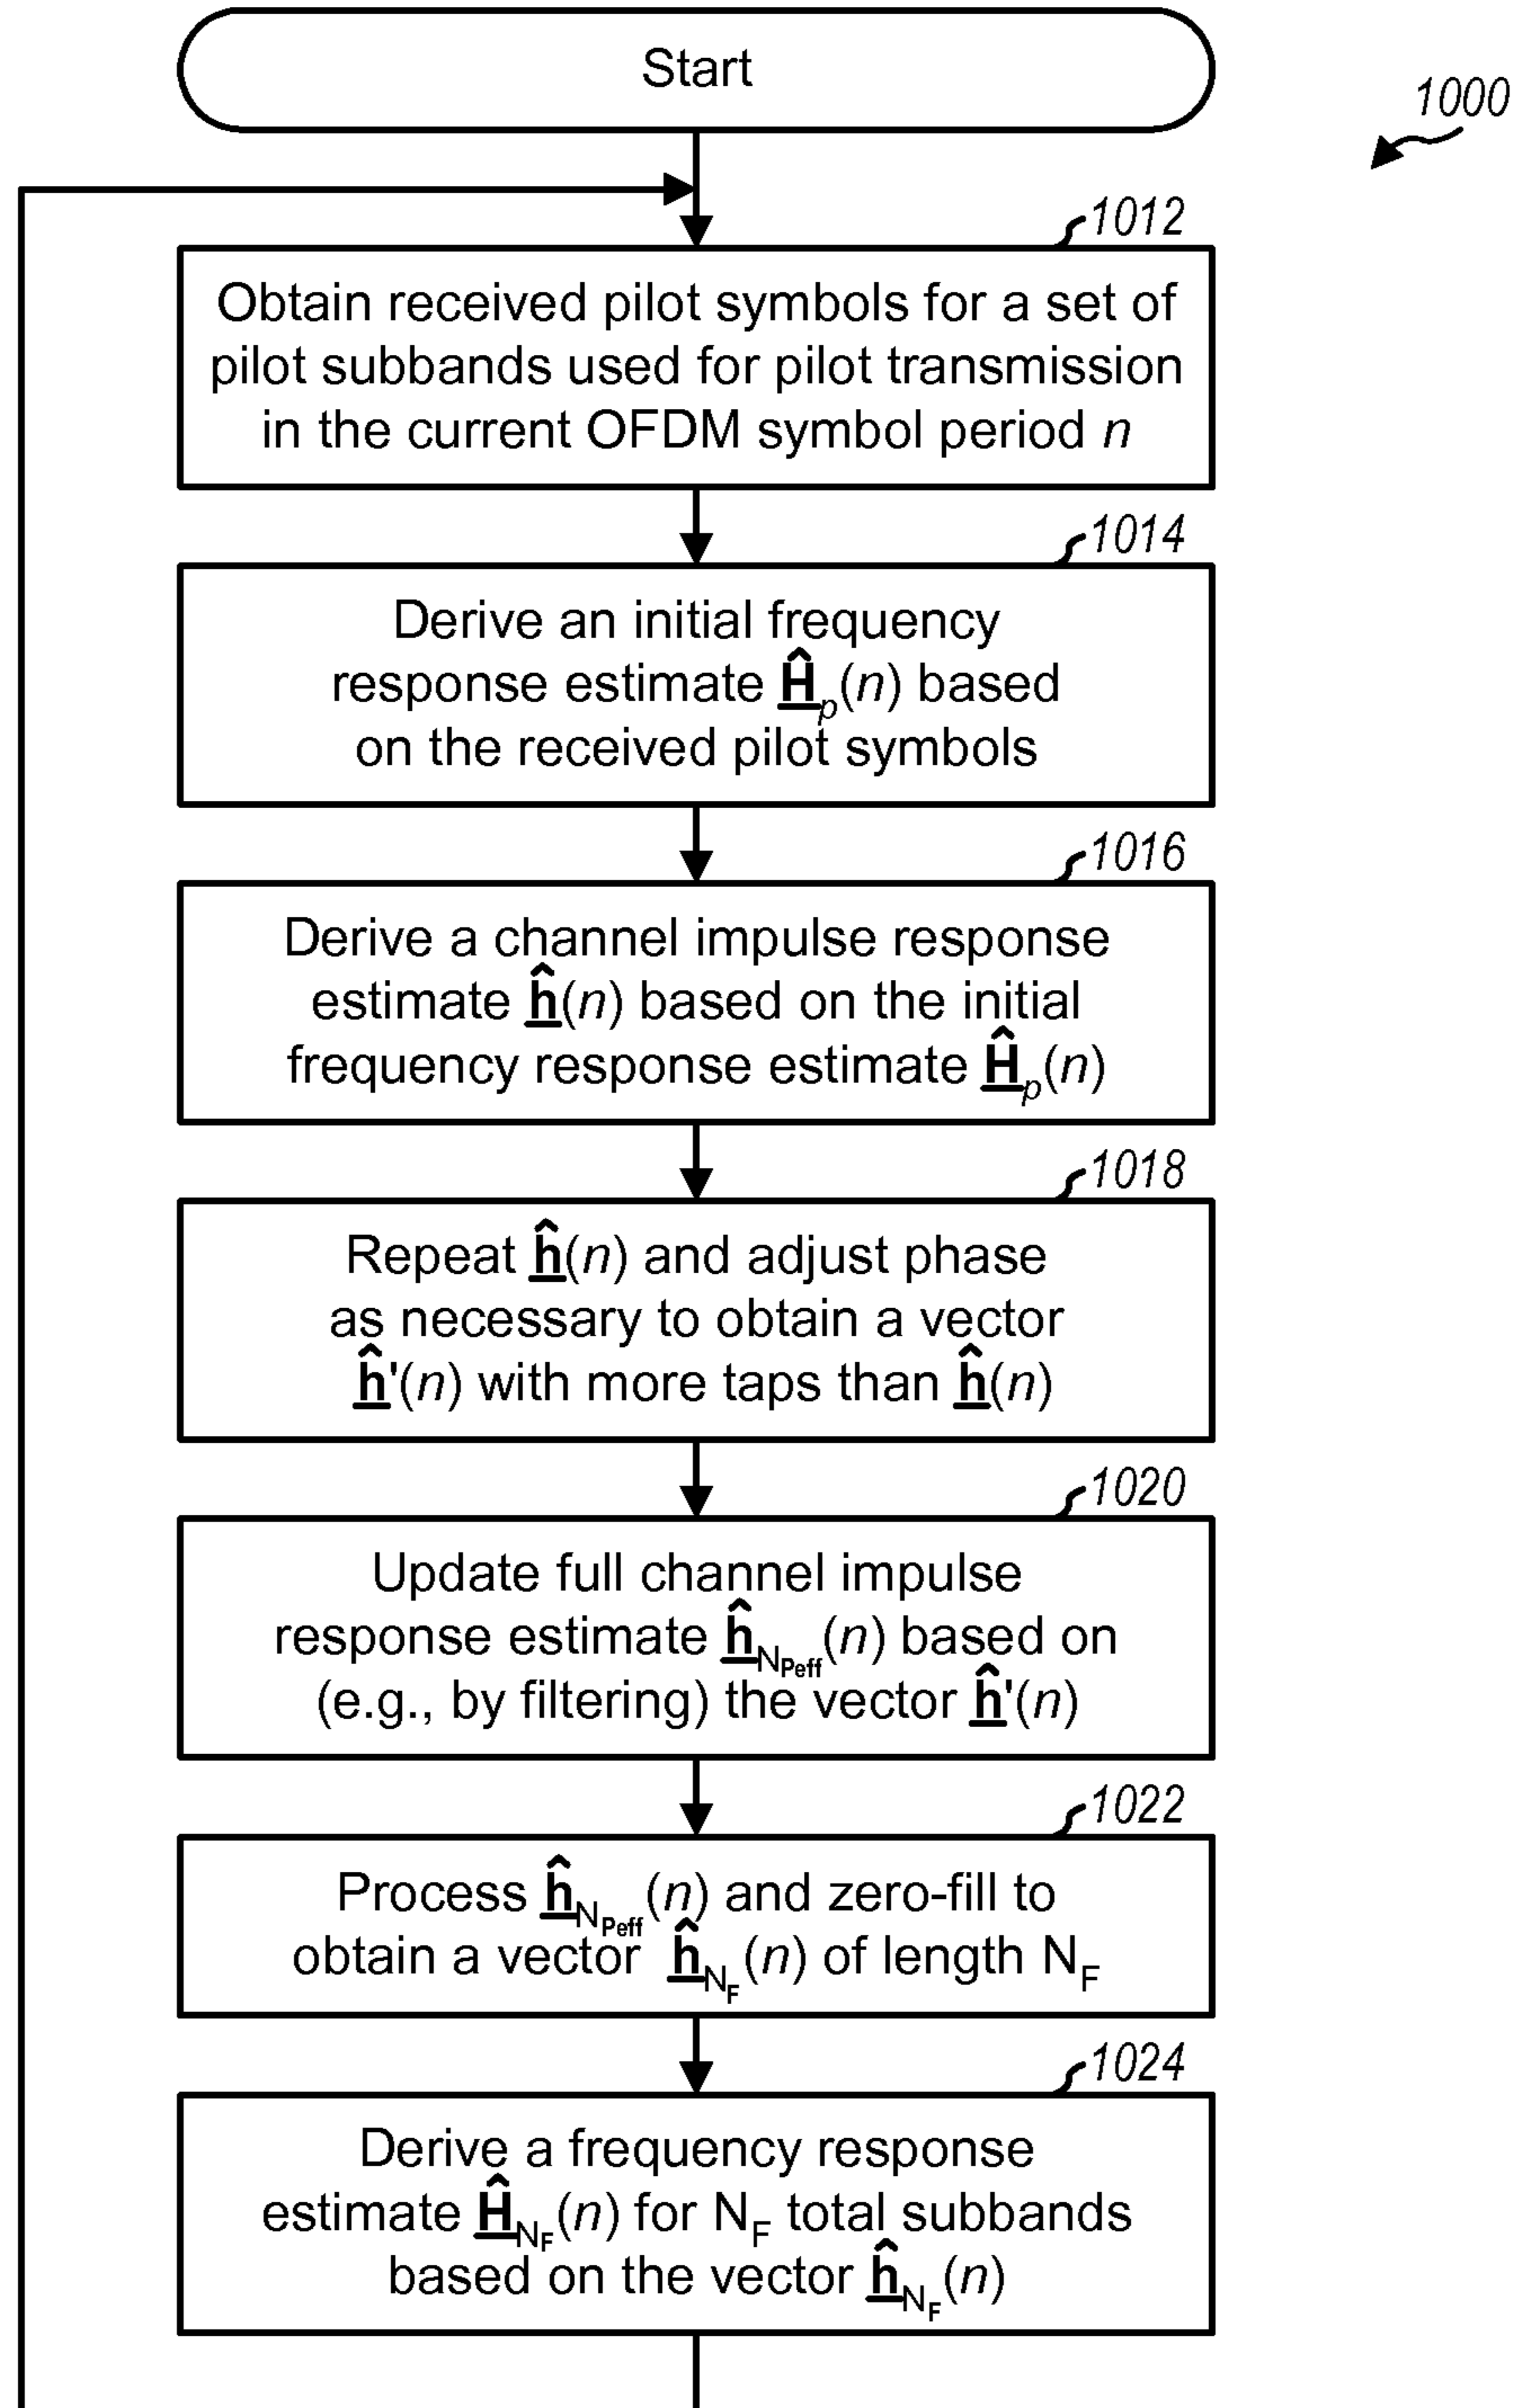 Start
1000
1012
Obtain received pilot symbols for a set of
pilot subbands used for pilot transmission
in the current OFDM symbol period n
1014
Derive an initial frequency
response estimate Ĥp(n) based
on the received pilot symbols
1016
Derive a channel impulse response
estimate ĥ(n) based on the initial
frequency response estimate Ĥp(n)
1018
Repeat ĥ(n) and adjust phase
as necessary to obtain a vector
ĥ'(n) with more taps than ĥ(n)
1020
Update full channel impulse
response estimate ĥNPeff(n) based on
(e.g., by filtering) the vector ĥ'(n)
1022
Process ĥNPeff(n) and zero-fill to
obtain a vector ĥNF(n) of length NF
1024
Derive a frequency response
estimate ĤNF(n) for NF total subbands
based on the vector ĥNF(n)